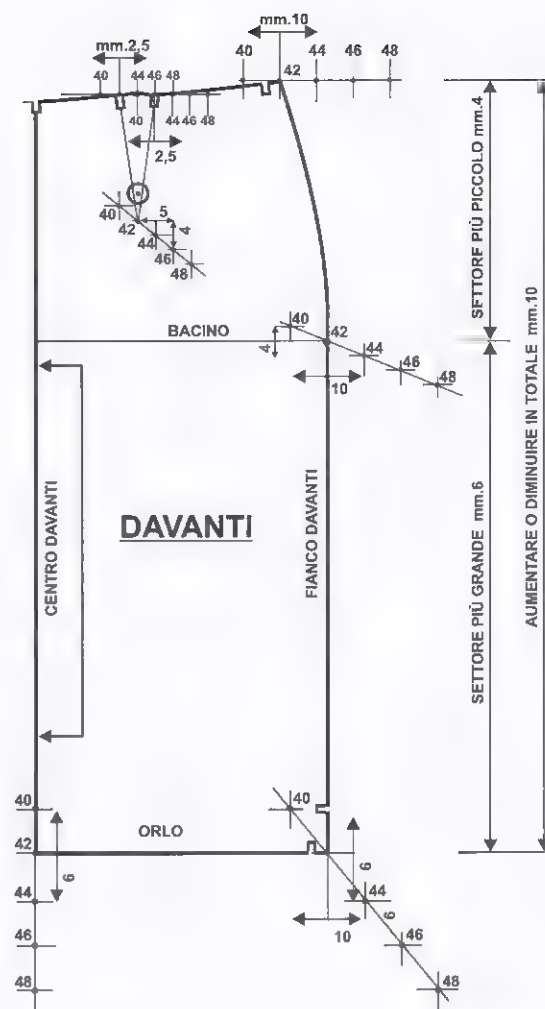 mm.2,5
mm.10
40
44 46 48
40 42 44 46 48
40 44 46 48
2,5
40 5
42 4
44
46
48
BACINO
40
42
4 44
46
48
10
CENTRO DAVANTI
DAVANTI
FIANCO DAVANTI
SETTORE PIÙ PICCOLO mm.4
SETTORE PIÙ GRANDE mm.6
AUMENTARE O DIMINUIRE IN TOTALE mm.10
40
40
ORLO
42
6
6
44
44
6
46
46
10
48
48